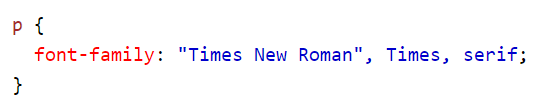 p {
  font-family: "Times New Roman", Times, serif;
}